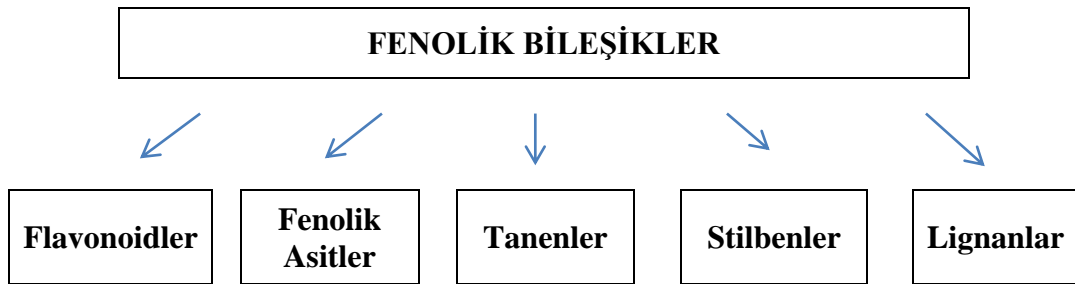 FENOLİK BİLEŞİKLER
Flavonoidler
Fenolik
Asitler
Tanenler
Stilbenler
Lignanlar